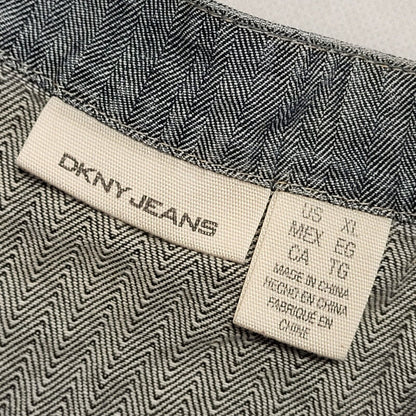 DKNY JEANS
US XL
MEX EG
CA TG
MADE IN CHINA
HECHO EN CHINA
FABRIQUÉ EN
CHINE